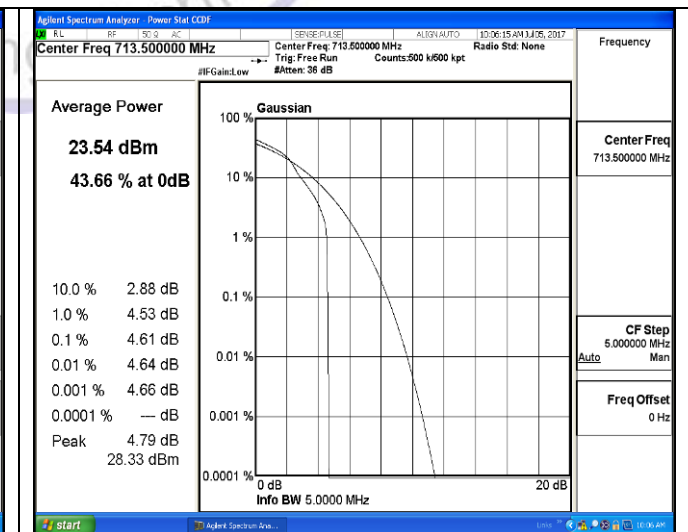 Agilent Spectrum Analyzer - Power Stat CCDF
RL RF 50 Ω AC SENSE:PULSE ALIGN AUTO 10:06:15 AM Jul 05, 2017
Center Freq 713.500000 MHz
Center Freq: 713.500000 MHz Radio Std: None
Trig: Free Run Counts:500 k/500 kpt
#IFGain:Low #Atten: 36 dB
Frequency
Average Power
23.54 dBm
43.66 % at 0dB
10.0 % 2.88 dB
1.0 % 4.53 dB
0.1 % 4.61 dB
0.01 % 4.64 dB
0.001 % 4.66 dB
0.0001 % --- dB
Peak 4.79 dB
28.33 dBm
Gaussian
100 %
10 %
1 %
0.1 %
0.01 %
0.001 %
0.0001 %
0 dB 20 dB
Info BW 5.0000 MHz
Center Freq
713.500000 MHz
CF Step
5.000000 MHz
Auto Man
Freq Offset
0 Hz
start Agilent Spectrum Ana... Links 10:06 AM